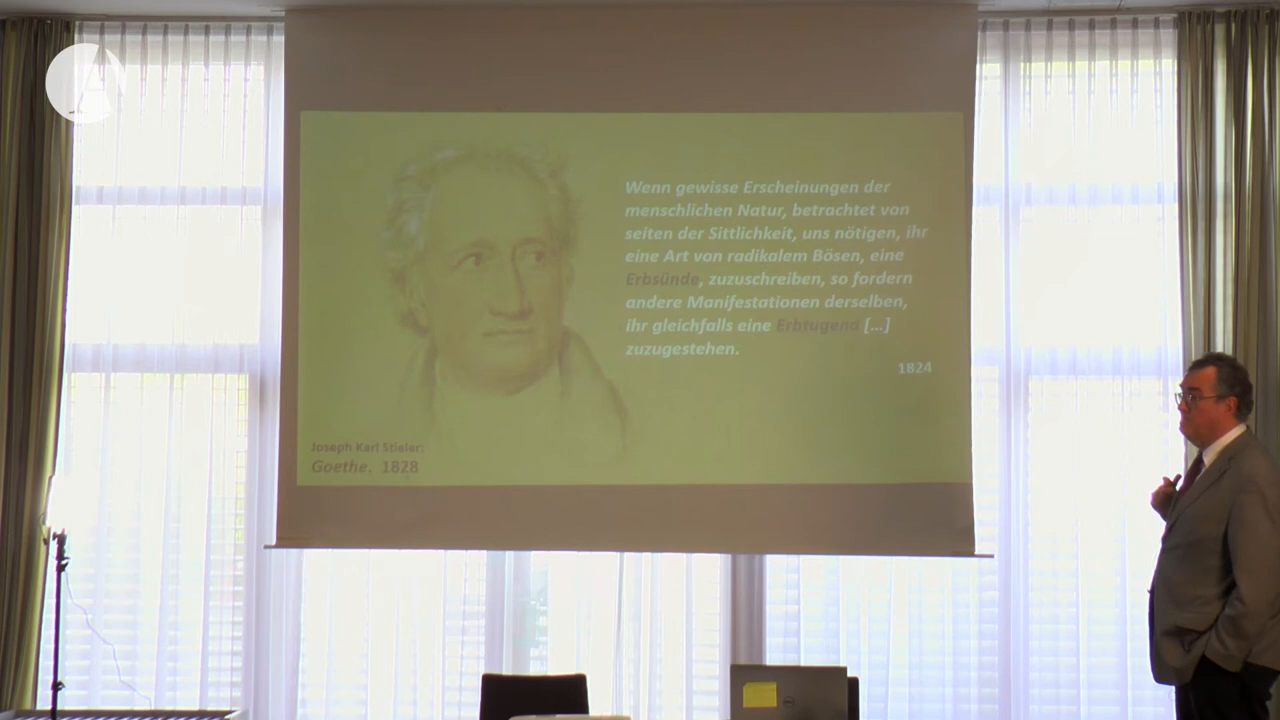 Wenn gewisse Erscheinungen der
menschlichen Natur, betrachtet von
seiten der Sittlichkeit, uns nötigen, ihr
eine Art von radikalem Bösen, eine
Erbsünde, zuzuschreiben, so fordern
andere Manifestationen derselben,
ihr gleichfalls eine Erbtugend [...]
zuzugestehen.
1824
Joseph Karl Stieler:
Goethe. 1828